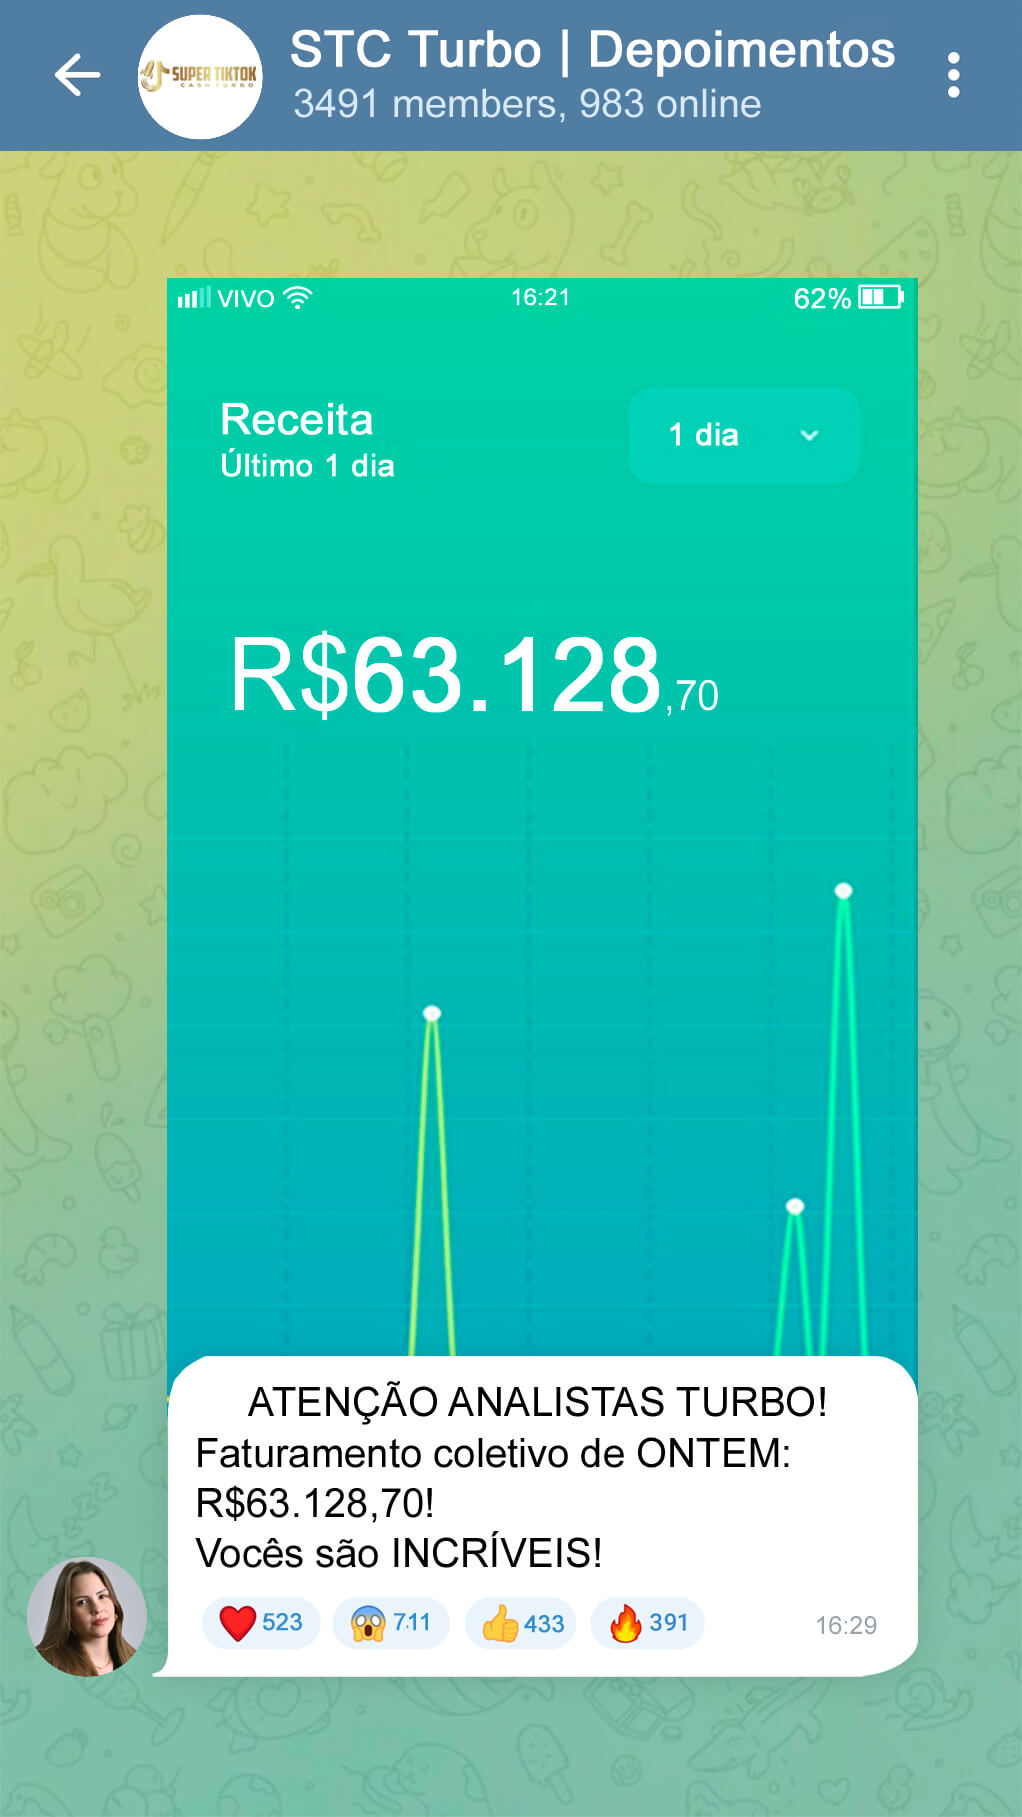 STC Turbo | Depoimentos
SUPER TIKTOK
CASH TURBO
3491 members, 983 online
VIVO
16:21
62%
Receita
1 dia
Último 1 dia
R$63.128,70
ATENÇÃO ANALISTAS TURBO!
Faturamento coletivo de ONTEM:
R$63.128,70!
Vocês são INCRÍVEIS!
523
711
433
391
16:29